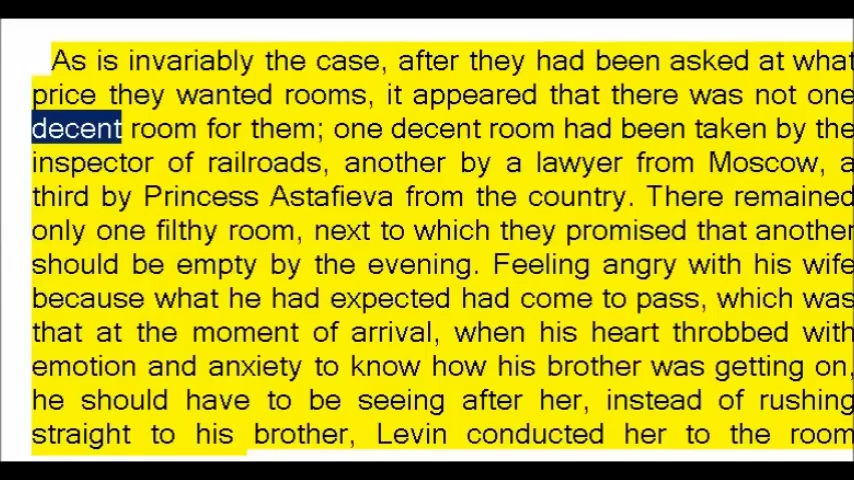 As is invariably the case, after they had been asked at what
price they wanted rooms, it appeared that there was not one
decent room for them; one decent room had been taken by the
inspector of railroads, another by a lawyer from Moscow, a
third by Princess Astafieva from the country. There remained
only one filthy room, next to which they promised that another
should be empty by the evening. Feeling angry with his wife
because what he had expected had come to pass, which was
that at the moment of arrival, when his heart throbbed with
emotion and anxiety to know how his brother was getting on,
he should have to be seeing after her, instead of rushing
straight to his brother, Levin conducted her to the room